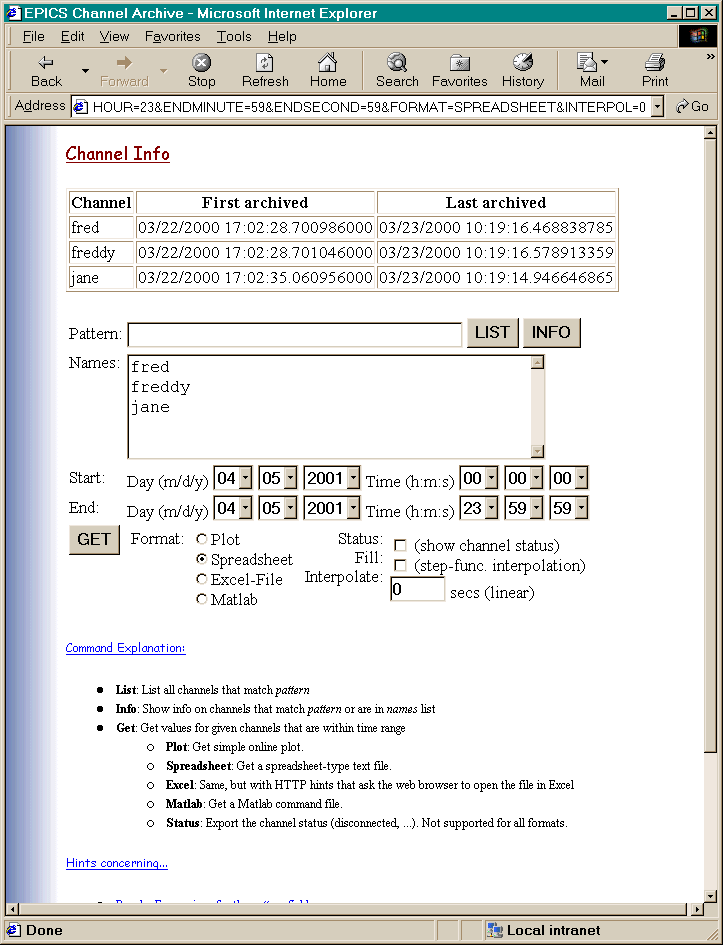 EPICS Channel Archive - Microsoft Internet Explorer
File Edit View Favorites Tools Help
Back Forward Stop Refresh Home Search Favorites History Mail Print »
Address HOUR=23&ENDMINUTE=59&ENDSECOND=59&FORMAT=SPREADSHEET&INTERPOL=0 Go
Channel Info
Channel First archived Last archived
fred 03/22/2000 17:02:28.700986000 03/23/2000 10:19:16.468838785
freddy 03/22/2000 17:02:28.701046000 03/23/2000 10:19:16.578913359
jane 03/22/2000 17:02:35.060956000 03/23/2000 10:19:14.946646865
Pattern: LIST INFO
Names: fred
freddy
jane
Start: Day (m/d/y) 04 05 2001 Time (h:m:s) 00 00 00
End: Day (m/d/y) 04 05 2001 Time (h:m:s) 23 59 59
GET Format: Plot Status: (show channel status)
Spreadsheet Fill: (step-func. interpolation)
Excel-File Interpolate: 0 secs (linear)
Matlab
Command Explanation:
List: List all channels that match pattern
Info: Show info on channels that match pattern or are in names list
Get: Get values for given channels that are within time range
Plot: Get simple online plot.
Spreadsheet: Get a spreadsheet-type text file.
Excel: Same, but with HTTP hints that ask the web browser to open the file in Excel
Matlab: Get a Matlab command file.
Status: Export the channel status (disconnected, ...). Not supported for all formats.
Hints concerning...
Done Local intranet